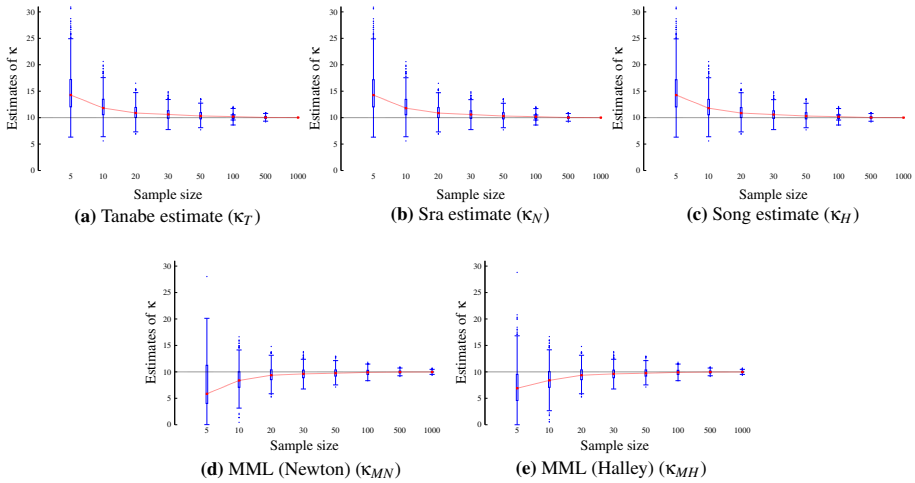 Estimates of κ
30
25
20
15
10
5
0
5 10 20 30 50 100 500 1000
Sample size
(a) Tanabe estimate (κT)
Estimates of κ
30
25
20
15
10
5
0
5 10 20 30 50 100 500 1000
Sample size
(b) Sra estimate (κN)
Estimates of κ
30
25
20
15
10
5
0
5 10 20 30 50 100 500 1000
Sample size
(c) Song estimate (κH)
Estimates of κ
30
25
20
15
10
5
0
5 10 20 30 50 100 500 1000
Sample size
(d) MML (Newton) (κMN)
Estimates of κ
30
25
20
15
10
5
0
5 10 20 30 50 100 500 1000
Sample size
(e) MML (Halley) (κMH)